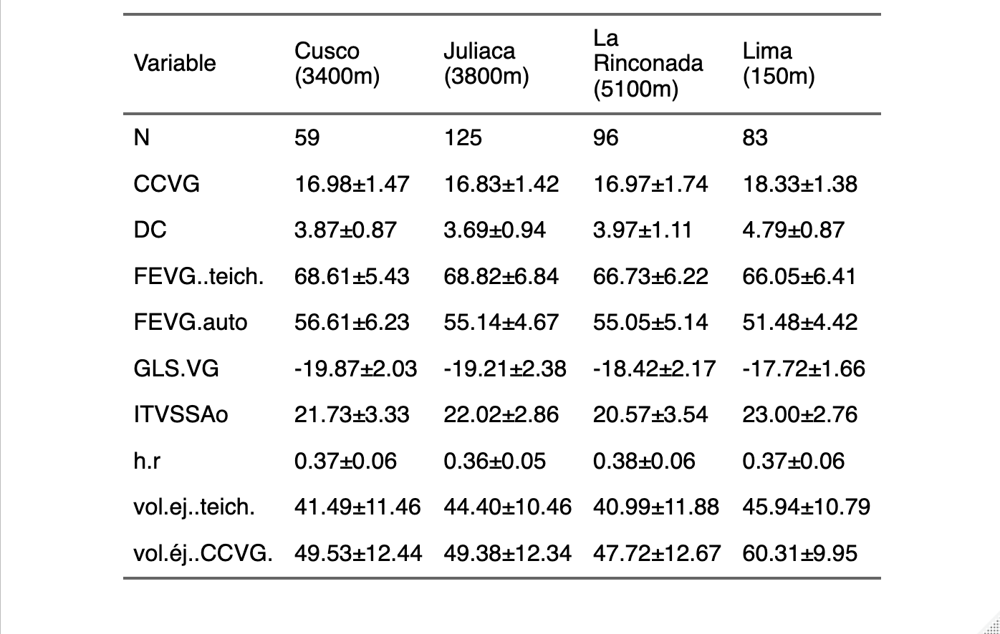 Variable Cusco (3400m) Juliaca (3800m) La Rinconada (5100m) Lima (150m)
N 59 125 96 83
CCVG 16.98±1.47 16.83±1.42 16.97±1.74 18.33±1.38
DC 3.87±0.87 3.69±0.94 3.97±1.11 4.79±0.87
FEVG..teich. 68.61±5.43 68.82±6.84 66.73±6.22 66.05±6.41
FEVG.auto 56.61±6.23 55.14±4.67 55.05±5.14 51.48±4.42
GLS.VG -19.87±2.03 -19.21±2.38 -18.42±2.17 -17.72±1.66
ITVSSAo 21.73±3.33 22.02±2.86 20.57±3.54 23.00±2.76
h.r 0.37±0.06 0.36±0.05 0.38±0.06 0.37±0.06
vol.ej..teich. 41.49±11.46 44.40±10.46 40.99±11.88 45.94±10.79
vol.éj..CCVG. 49.53±12.44 49.38±12.34 47.72±12.67 60.31±9.95